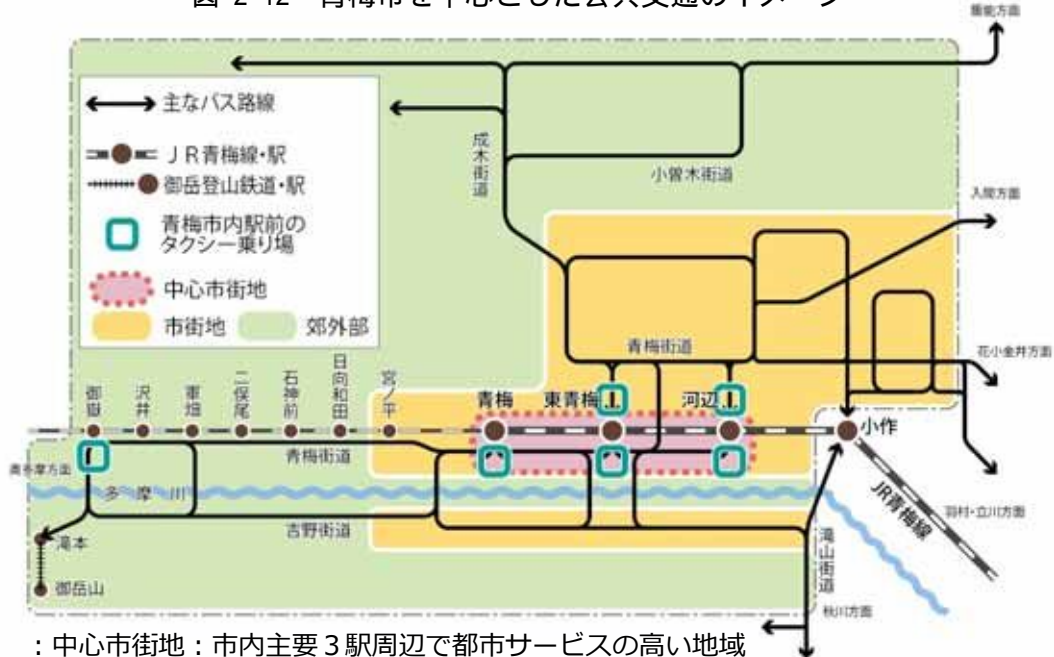 図 2-12 青梅市を中心とした公共交通のイメージ
飯能方面
主なバス路線
ＪＲ青梅線・駅
御岳登山鉄道・駅
青梅市内駅前の
タクシー乗り場
中心市街地
市街地
郊外部
成木街道
小曽木街道
入間方面
青梅街道
花小金井方面
御嶽
沢井
軍畑
二俣尾
石神前
日向和田
宮ノ平
青梅
東青梅
河辺
小作
青梅街道
奥多摩方面
多摩川
吉野街道
JR青梅線
羽村・立川方面
滝本
御岳山
滝山街道
秋川方面
：中心市街地：市内主要３駅周辺で都市サービスの高い地域